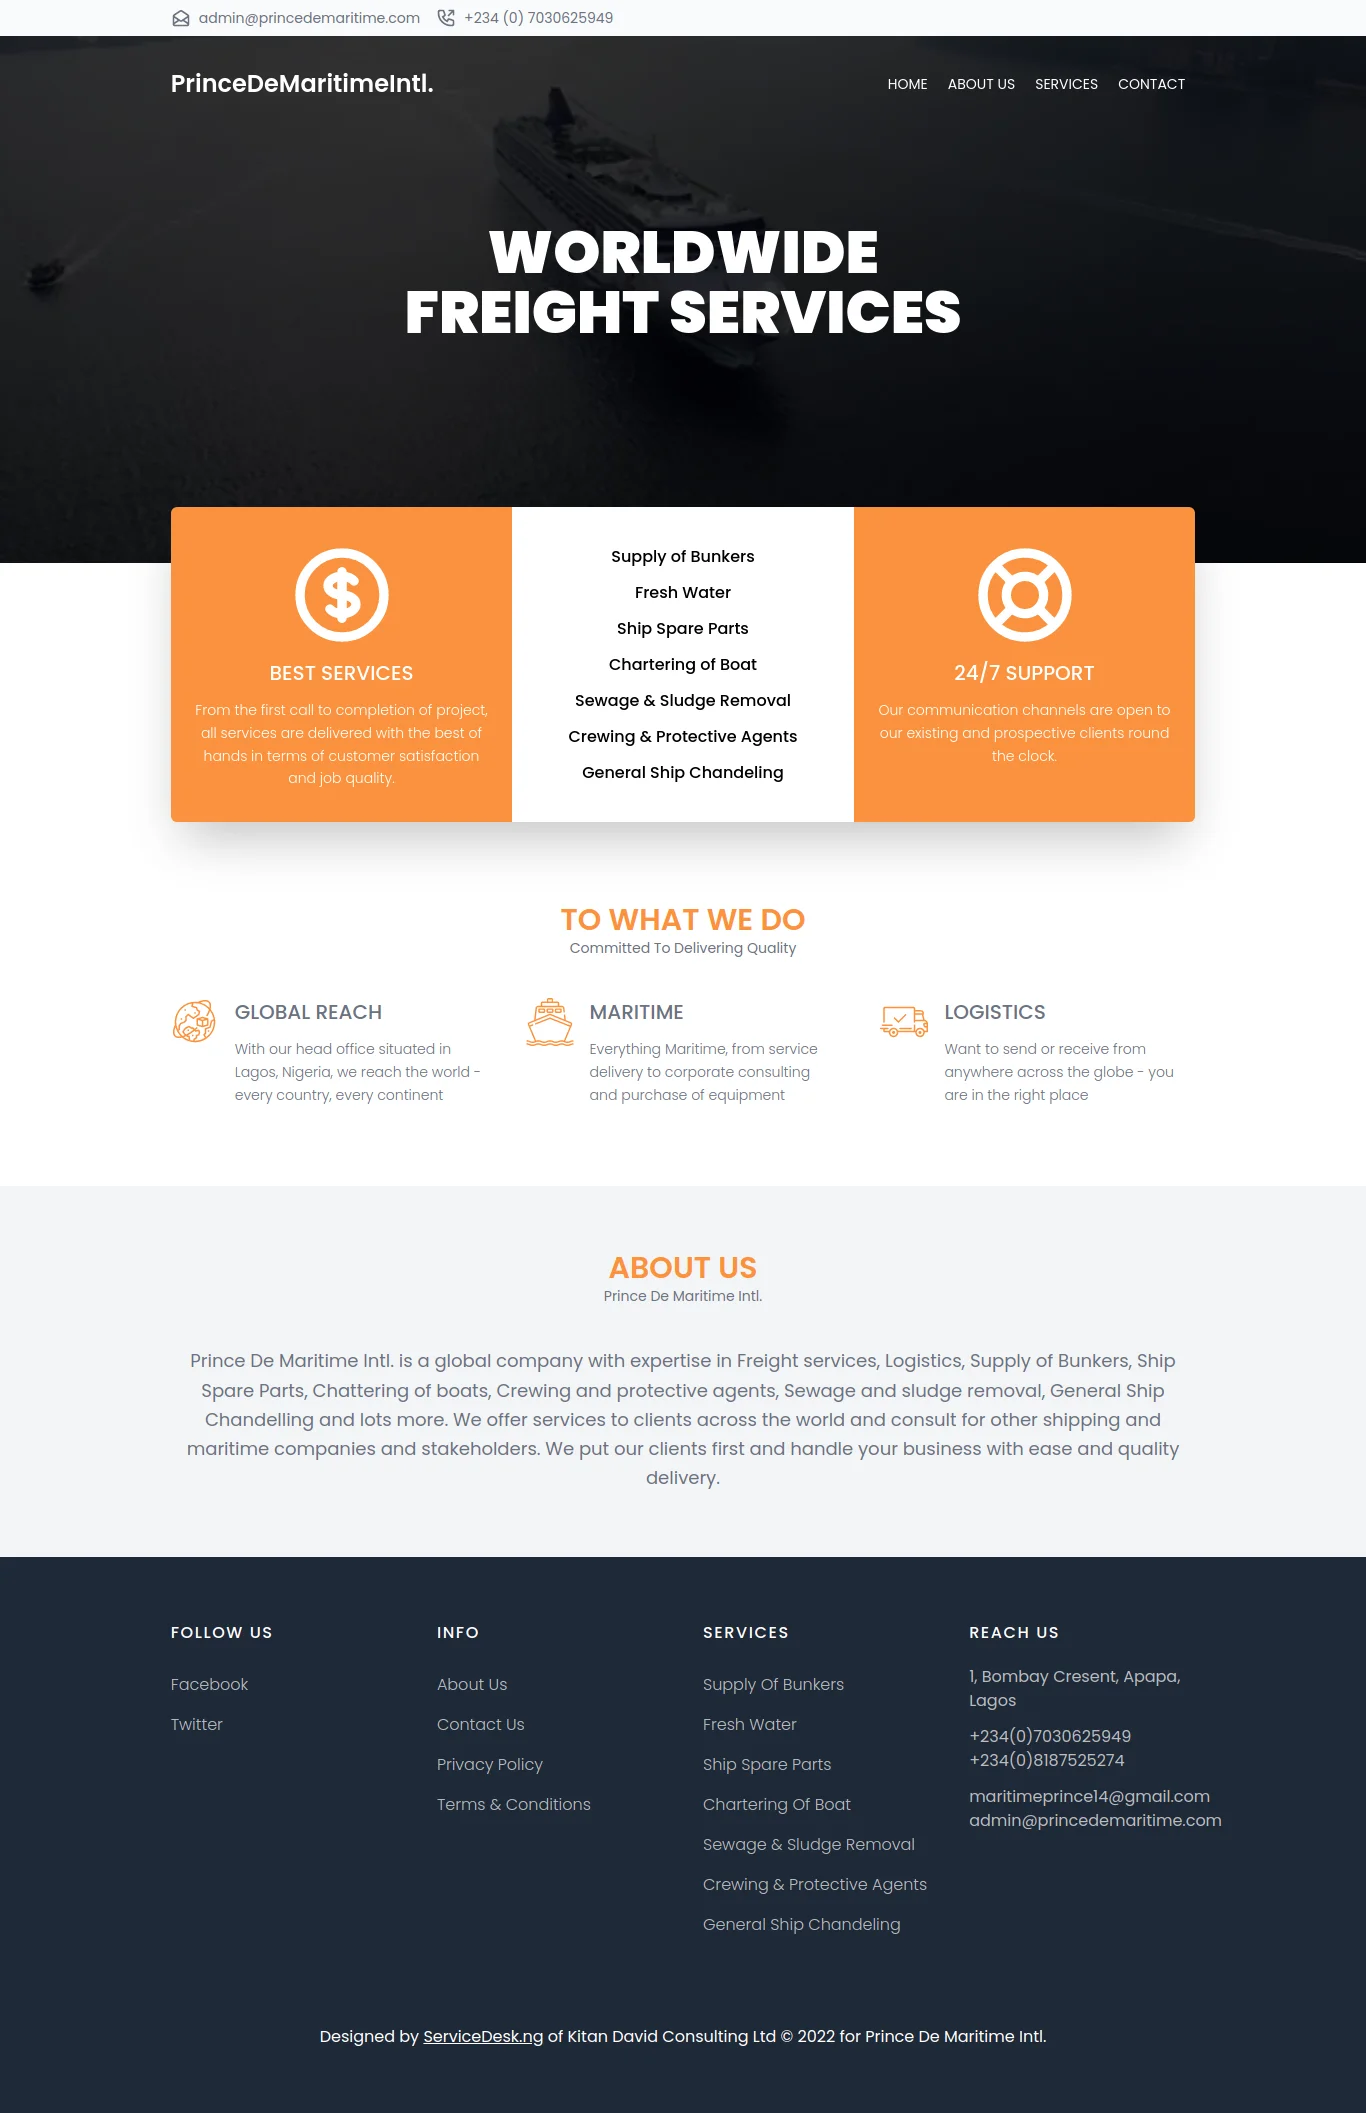 admin@princedemaritime.com +234 (0) 7030625949
PrinceDeMaritimeIntl.
HOME ABOUT US SERVICES CONTACT
WORLDWIDE
FREIGHT SERVICES
BEST SERVICES
From the first call to completion of project,
all services are delivered with the best of
hands in terms of customer satisfaction
and job quality.
Supply of Bunkers
Fresh Water
Ship Spare Parts
Chartering of Boat
Sewage & Sludge Removal
Crewing & Protective Agents
General Ship Chandeling
24/7 SUPPORT
Our communication channels are open to
our existing and prospective clients round
the clock.
TO WHAT WE DO
Committed To Delivering Quality
GLOBAL REACH
With our head office situated in
Lagos, Nigeria, we reach the world -
every country, every continent
MARITIME
Everything Maritime, from service
delivery to corporate consulting
and purchase of equipment
LOGISTICS
Want to send or receive from
anywhere across the globe - you
are in the right place
ABOUT US
Prince De Maritime Intl.
Prince De Maritime Intl. is a global company with expertise in Freight services, Logistics, Supply of Bunkers, Ship
Spare Parts, Chattering of boats, Crewing and protective agents, Sewage and sludge removal, General Ship
Chandelling and lots more. We offer services to clients across the world and consult for other shipping and
maritime companies and stakeholders. We put our clients first and handle your business with ease and quality
delivery.
FOLLOW US
Facebook
Twitter
INFO
About Us
Contact Us
Privacy Policy
Terms & Conditions
SERVICES
Supply Of Bunkers
Fresh Water
Ship Spare Parts
Chartering Of Boat
Sewage & Sludge Removal
Crewing & Protective Agents
General Ship Chandeling
REACH US
1, Bombay Cresent, Apapa,
Lagos
+234(0)7030625949
+234(0)8187525274
maritimeprince14@gmail.com
admin@princedemaritime.com
Designed by ServiceDesk.ng of Kitan David Consulting Ltd © 2022 for Prince De Maritime Intl.